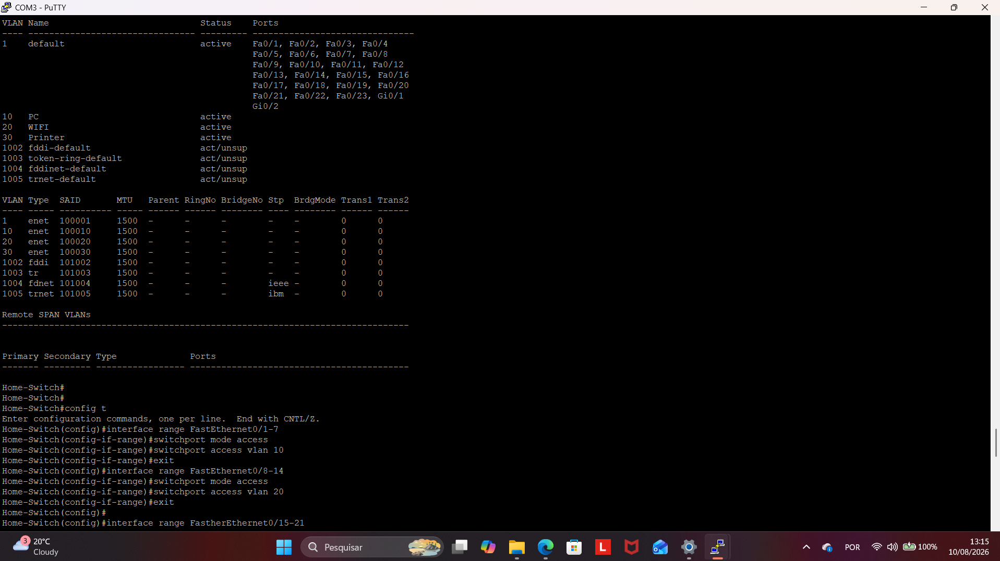 COM3 - PuTTY
VLAN Name                             Status    Ports
---- -------------------------------- --------- -------------------------------
1    default                          active    Fa0/1, Fa0/2, Fa0/3, Fa0/4
                                                Fa0/5, Fa0/6, Fa0/7, Fa0/8
                                                Fa0/9, Fa0/10, Fa0/11, Fa0/12
                                                Fa0/13, Fa0/14, Fa0/15, Fa0/16
                                                Fa0/17, Fa0/18, Fa0/19, Fa0/20
                                                Fa0/21, Fa0/22, Fa0/23, Gi0/1
                                                Gi0/2
10   PC                               active
20   WIFI                             active
30   Printer                          active
1002 fddi-default                     act/unsup
1003 token-ring-default               act/unsup
1004 fddinet-default                  act/unsup
1005 trnet-default                    act/unsup
VLAN Type  SAID       MTU   Parent RingNo BridgeNo Stp  BrdgMode Trans1 Trans2
---- ----- ---------- ----- ------ ------ -------- ---- -------- ------ ------
1    enet  100001     1500  -      -      -        -    -        0      0
10   enet  100010     1500  -      -      -        -    -        0      0
20   enet  100020     1500  -      -      -        -    -        0      0
30   enet  100030     1500  -      -      -        -    -        0      0
1002 fddi  101002     1500  -      -      -        -    -        0      0
1003 tr    101003     1500  -      -      -        -    -        0      0
1004 fdnet 101004     1500  -      -      -        ieee -        0      0
1005 trnet 101005     1500  -      -      -        ibm  -        0      0
Remote SPAN VLANs
------------------------------------------------------------------------------
Primary Secondary Type              Ports
------- --------- ----------------- ------------------------------------------
Home-Switch#
Home-Switch#
Home-Switch#config t
Enter configuration commands, one per line.  End with CNTL/Z.
Home-Switch(config)#interface range FastEthernet0/1-7
Home-Switch(config-if-range)#switchport mode access
Home-Switch(config-if-range)#switchport access vlan 10
Home-Switch(config-if-range)#exit
Home-Switch(config)#interface range FastEthernet0/8-14
Home-Switch(config-if-range)#switchport mode access
Home-Switch(config-if-range)#switchport access vlan 20
Home-Switch(config-if-range)#exit
Home-Switch(config)#
Home-Switch(config)#interface range FastherEthernet0/15-21
3
20°C
Cloudy
Pesquisar
L
POR
100%
13:15
10/08/2026